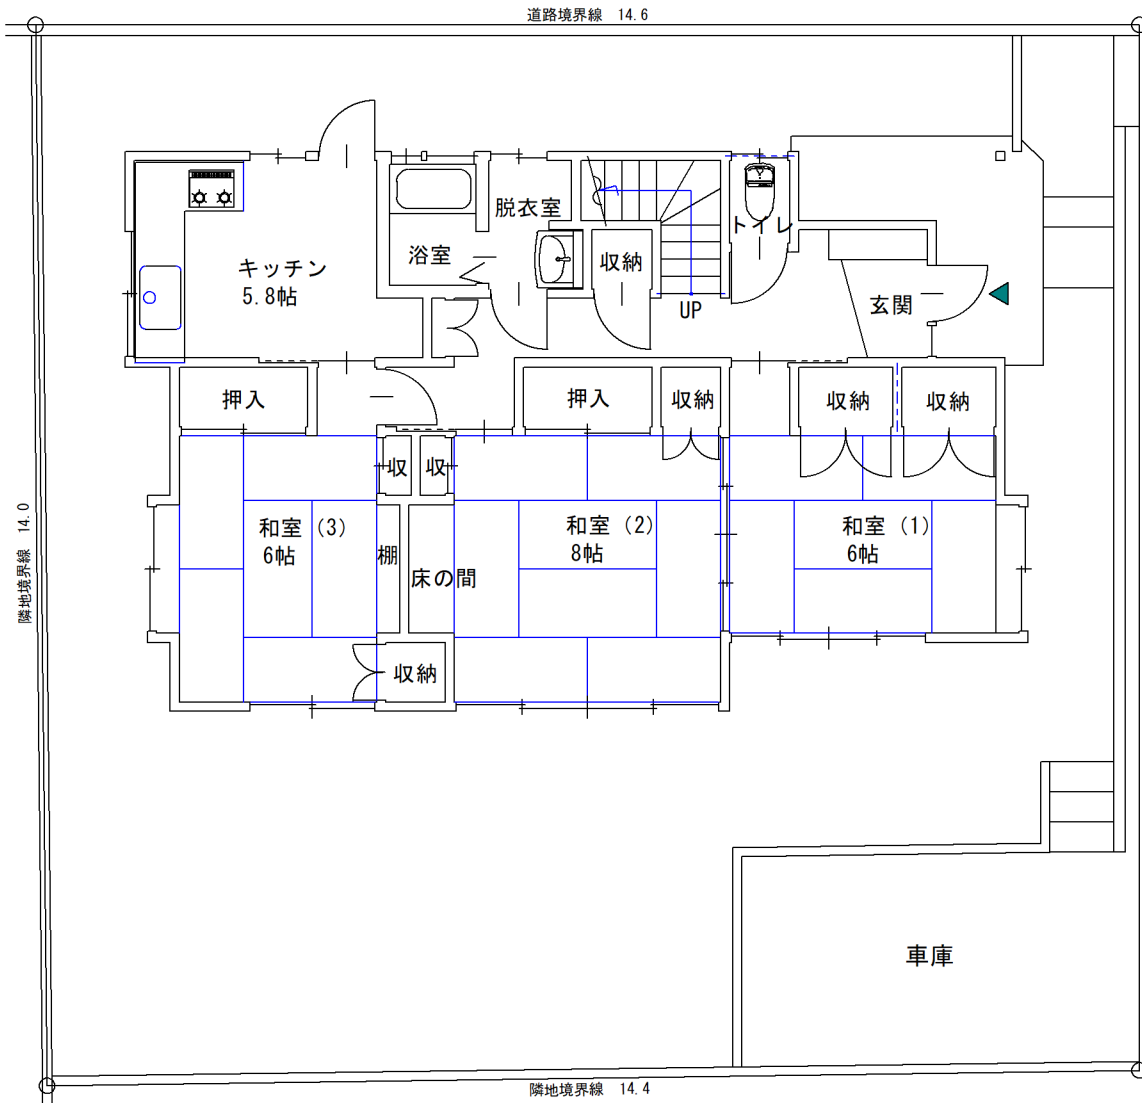 道路境界線 14.6
脱衣室
トイレ
浴室
収納
キッチン
5.8帖
玄関
UP
押入
押入
収納
収納
収納
収
収
和室（3）
6帖
和室（2）
8帖
和室（1）
6帖
棚
床の間
隣地境界線 14.0
収納
車庫
隣地境界線 14.4